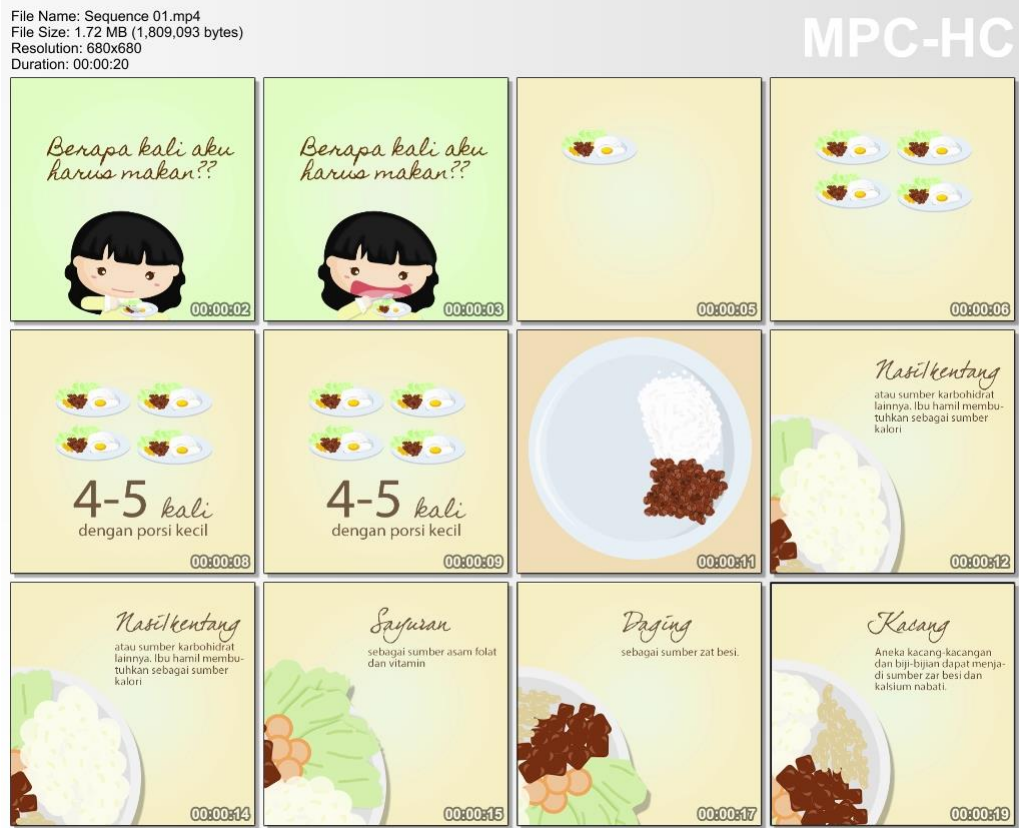 File Name: Sequence 01.mp4
File Size: 1.72 MB (1,809,093 bytes)
Resolution: 680x680
Duration: 00:00:20
MPC-HC
Berapa kali aku
harus makan??
00:00:02
Berapa kali aku
harus makan??
00:00:03
00:00:05
00:00:06
4-5 kali
dengan porsi kecil
00:00:08
4-5 kali
dengan porsi kecil
00:00:09
00:00:11
Nasi/kentang
atau sumber karbohidrat
lainnya. Ibu hamil membu-
tuhkan sebagai sumber
kalori
00:00:12
Nasi/kentang
atau sumber karbohidrat
lainnya. Ibu hamil membu-
tuhkan sebagai sumber
kalori
00:00:14
Sayuran
sebagai sumber asam folat
dan vitamin
00:00:15
Daging
sebagai sumber zat besi.
00:00:17
Kacang
Aneka kacang-kacangan
dan biji-bijian dapat menja-
di sumber zar besi dan
kalsium nabati.
00:00:19